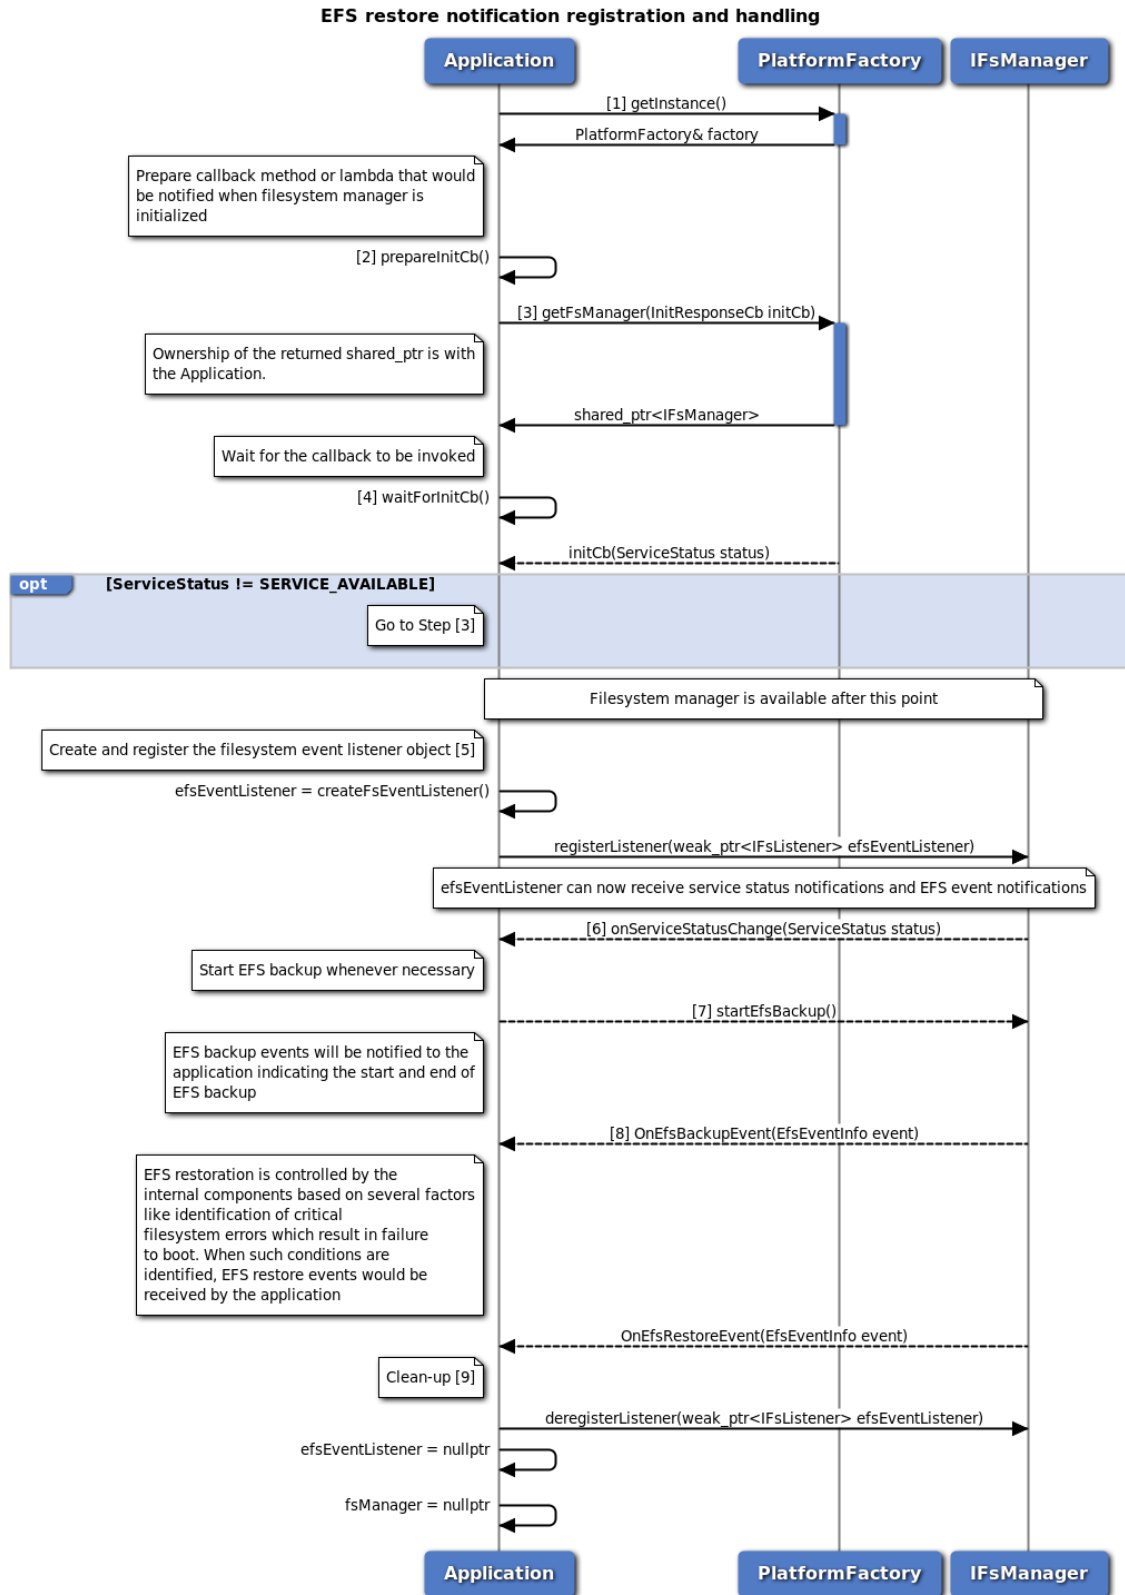 EFS restore notification registration and handling
Application
PlatformFactory
IFsManager
[1] getInstance()
PlatformFactory& factory
Prepare callback method or lambda that would
be notified when filesystem manager is
initialized
[2] prepareInitCb()
[3] getFsManager(InitResponseCb initCb)
Ownership of the returned shared_ptr is with
the Application.
shared_ptr<IFsManager>
Wait for the callback to be invoked
[4] waitForInitCb()
initCb(ServiceStatus status)
opt
[ServiceStatus != SERVICE_AVAILABLE]
Go to Step [3]
Filesystem manager is available after this point
Create and register the filesystem event listener object [5]
efsEventListener = createFsEventListener()
registerListener(weak_ptr<IFsListener> efsEventListener)
efsEventListener can now receive service status notifications and EFS event notifications
[6] onServiceStatusChange(ServiceStatus status)
Start EFS backup whenever necessary
[7] startEfsBackup()
EFS backup events will be notified to the
application indicating the start and end of
EFS backup
[8] OnEfsBackupEvent(EfsEventInfo event)
EFS restoration is controlled by the
internal components based on several factors
like identification of critical
filesystem errors which result in failure
to boot. When such conditions are
identified, EFS restore events would be
received by the application
OnEfsRestoreEvent(EfsEventInfo event)
Clean-up [9]
deregisterListener(weak_ptr<IFsListener> efsEventListener)
efsEventListener = nullptr
fsManager = nullptr
Application
PlatformFactory
IFsManager